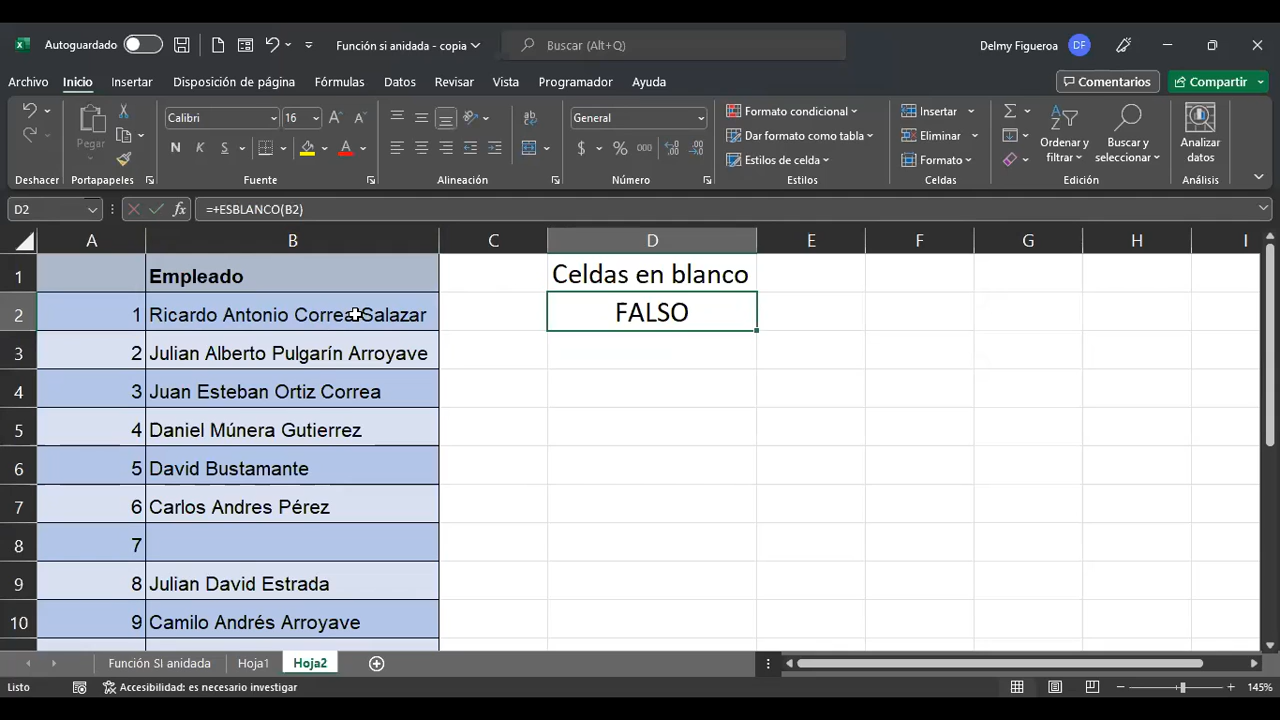 Autoguardado
Función si anidada - copia
Buscar (Alt+Q)
Delmy Figueroa
DF
Archivo
Inicio
Insertar
Disposición de página
Fórmulas
Datos
Revisar
Vista
Programador
Ayuda
Comentarios
Compartir
Pegar
Calibri
16
N K S
General
$ % 000
Formato condicional
Dar formato como tabla
Estilos de celda
Insertar
Eliminar
Formato
Ordenar y filtrar
Buscar y seleccionar
Analizar datos
Deshacer
Portapapeles
Fuente
Alineación
Número
Estilos
Celdas
Edición
Análisis
D2
fx
=+ESBLANCO(B2)
A B C D E F G H I
1 Empleado Celdas en blanco
2 1 Ricardo Antonio Correa Salazar FALSO
3 2 Julian Alberto Pulgarín Arroyave
4 3 Juan Esteban Ortiz Correa
5 4 Daniel Múnera Gutierrez
6 5 David Bustamante
7 6 Carlos Andres Pérez
8 7
9 8 Julian David Estrada
10 9 Camilo Andrés Arroyave
Función SI anidada
Hoja1
Hoja2
Listo
Accesibilidad: es necesario investigar
145%